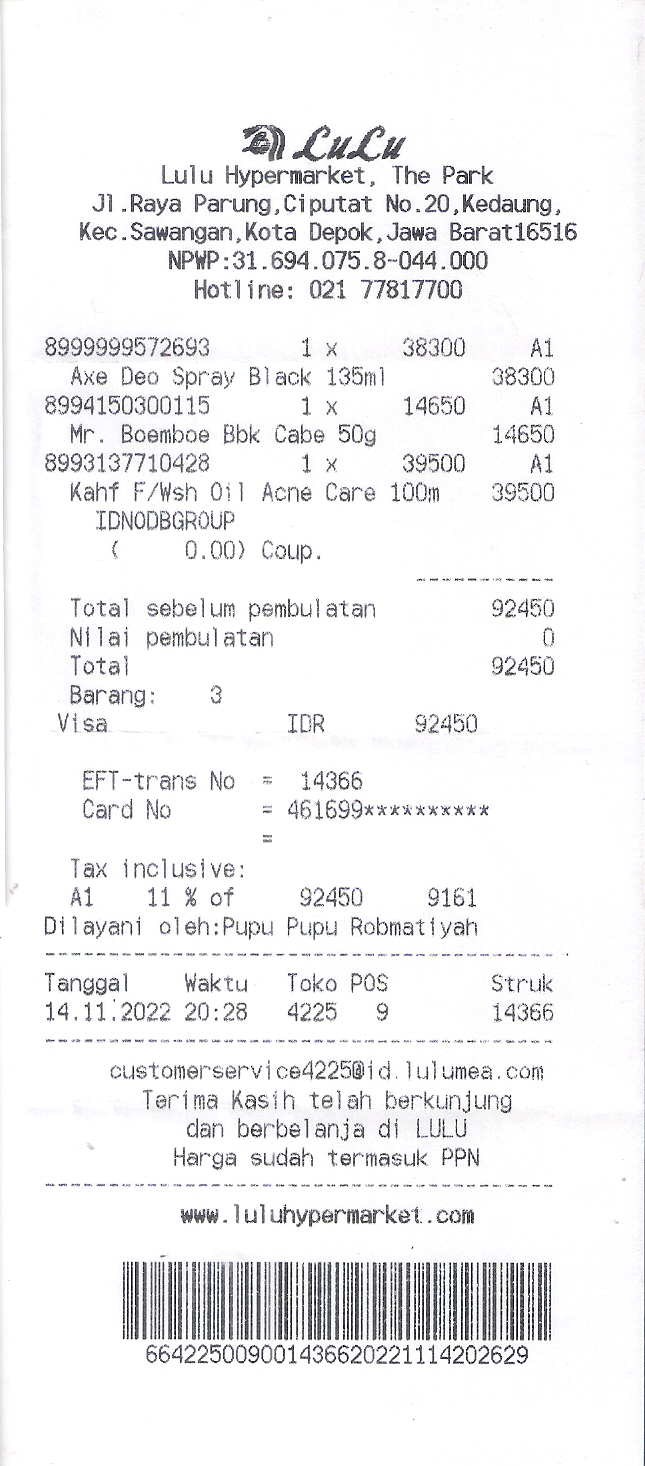 LuLu
Lulu Hypermarket, The Park
Jl.Raya Parung,Ciputat No.20,Kedaung,
Kec.Sawangan,Kota Depok,Jawa Barat16516
NPWP:31.694.075.8-044.000
Hotline: 021 77817700
8999999572693 1 x 38300 A1
Axe Deo Spray Black 135ml 38300
8994150300115 1 x 14650 A1
Mr. Boemboe Bbk Cabe 50g 14650
8993137710428 1 x 39500 A1
Kahf F/Wsh Oil Acne Care 100m 39500
IDNODBGROUP
( 0.00) Coup.
------------
Total sebelum pembulatan 92450
Nilai pembulatan 0
Total 92450
Barang: 3
Visa IDR 92450
EFT-trans No = 14366
Card No = 461699**********
=
Tax inclusive:
A1 11 % of 92450 9161
Dilayani oleh:Pupu Pupu Robmatiyah
----------------------------------------
Tanggal Waktu Toko POS Struk
14.11.2022 20:28 4225 9 14366
----------------------------------------
customerservice4225@id.lulumea.com
Tarima Kasih telah berkunjung
dan berbelanja di LULU
Harga sudah termasuk PPN
----------------------------------------
www.luluhypermarket.com
664225009001436620221114202629